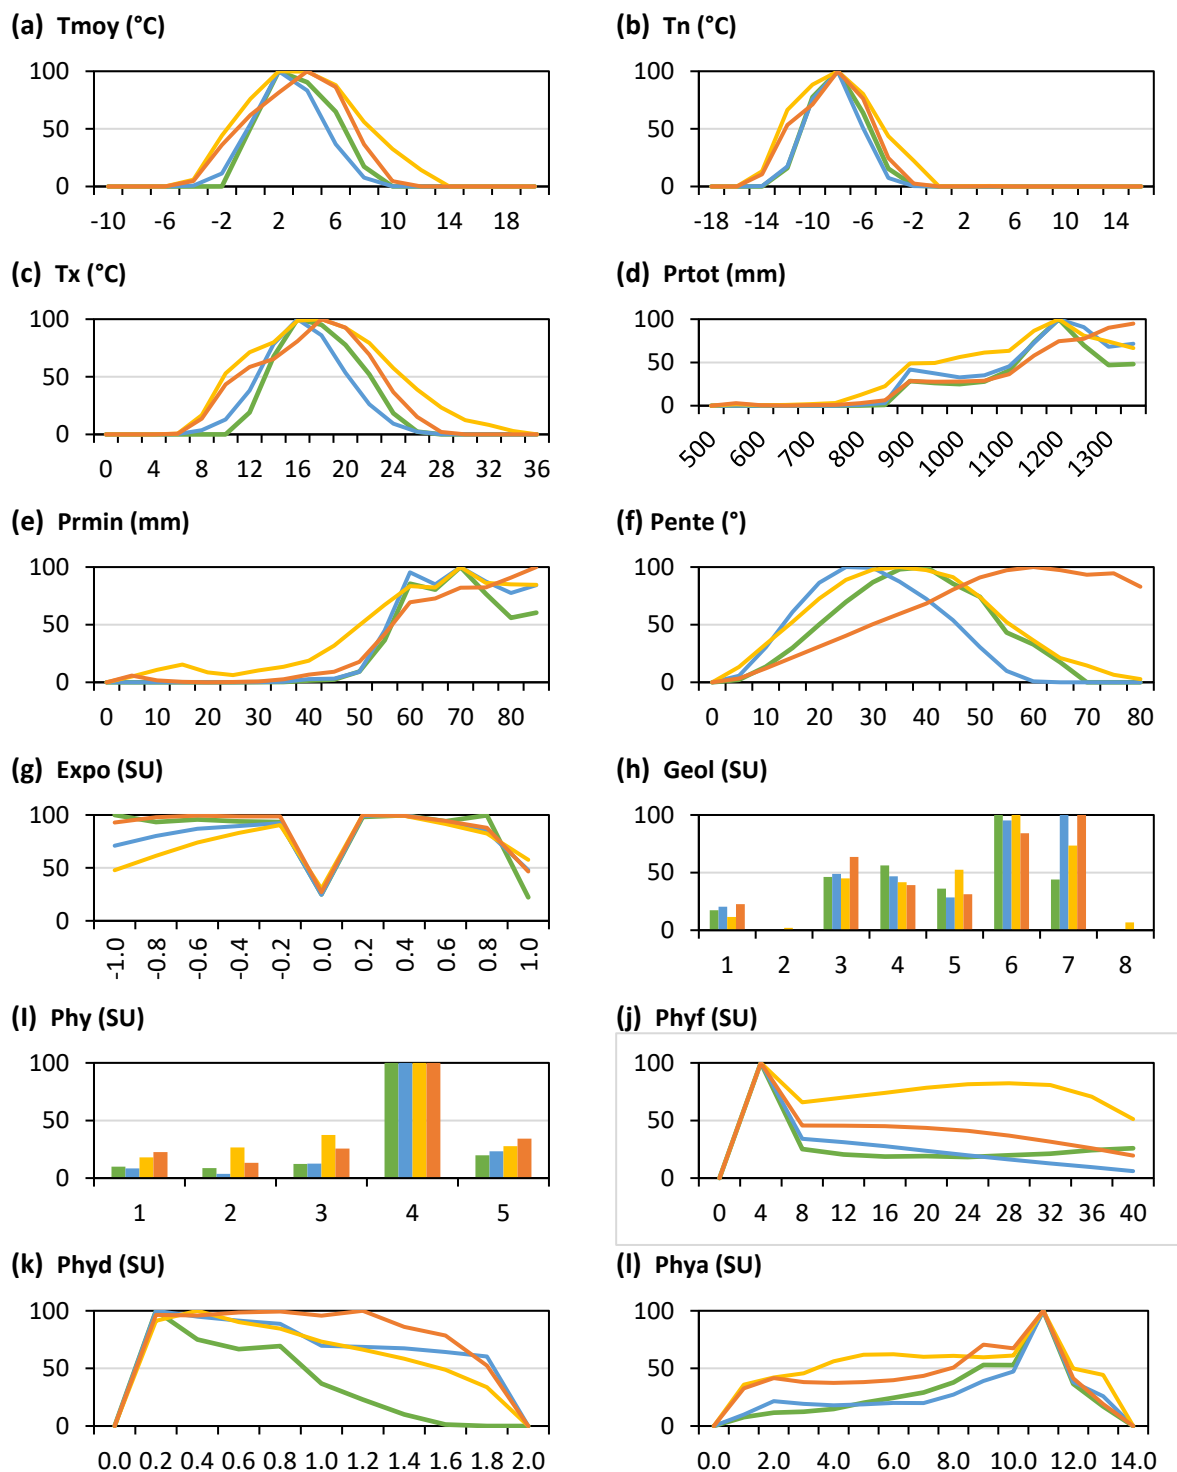 (a) Tmoy (°C)
100
50
0
-10 -6 -2 2 6 10 14 18
(b) Tn (°C)
100
50
0
-18 -14 -10 -6 -2 2 6 10 14
(c) Tx (°C)
100
50
0
0 4 8 12 16 20 24 28 32 36
(d) Prtot (mm)
100
50
0
500 600 700 800 900 1000 1100 1200 1300
(e) Prmin (mm)
100
50
0
0 10 20 30 40 50 60 70 80
(f) Pente (°)
100
50
0
0 10 20 30 40 50 60 70 80
(g) Expo (SU)
100
50
0
-1.0 -0.8 -0.6 -0.4 -0.2 0.0 0.2 0.4 0.6 0.8 1.0
(h) Geol (SU)
100
50
0
1 2 3 4 5 6 7 8
(I) Phy (SU)
100
50
0
1 2 3 4 5
(j) Phyf (SU)
100
50
0
0 4 8 12 16 20 24 28 32 36 40
(k) Phyd (SU)
100
50
0
0.0 0.2 0.4 0.6 0.8 1.0 1.2 1.4 1.6 1.8 2.0
(l) Phya (SU)
100
50
0
0.0 2.0 4.0 6.0 8.0 10.0 12.0 14.0